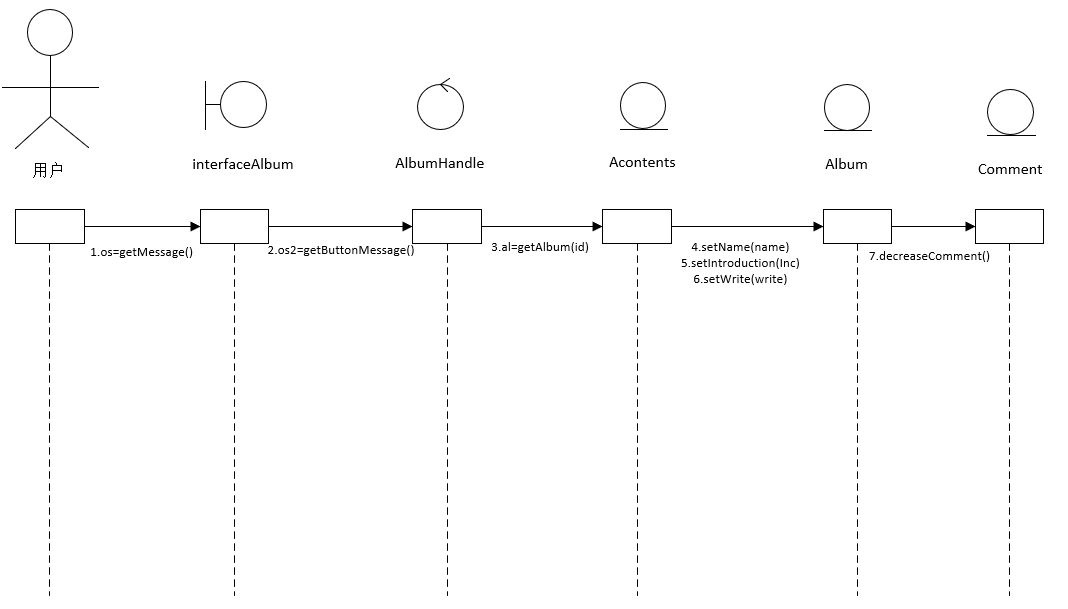 用户
interfaceAlbum
AlbumHandle
Acontents
Album
Comment
1.os=getMessage()
2.os2=getButtonMessage()
3.al=getAlbum(id)
4.setName(name)
5.setIntroduction(Inc)
6.setWrite(write)
7.decreaseComment()